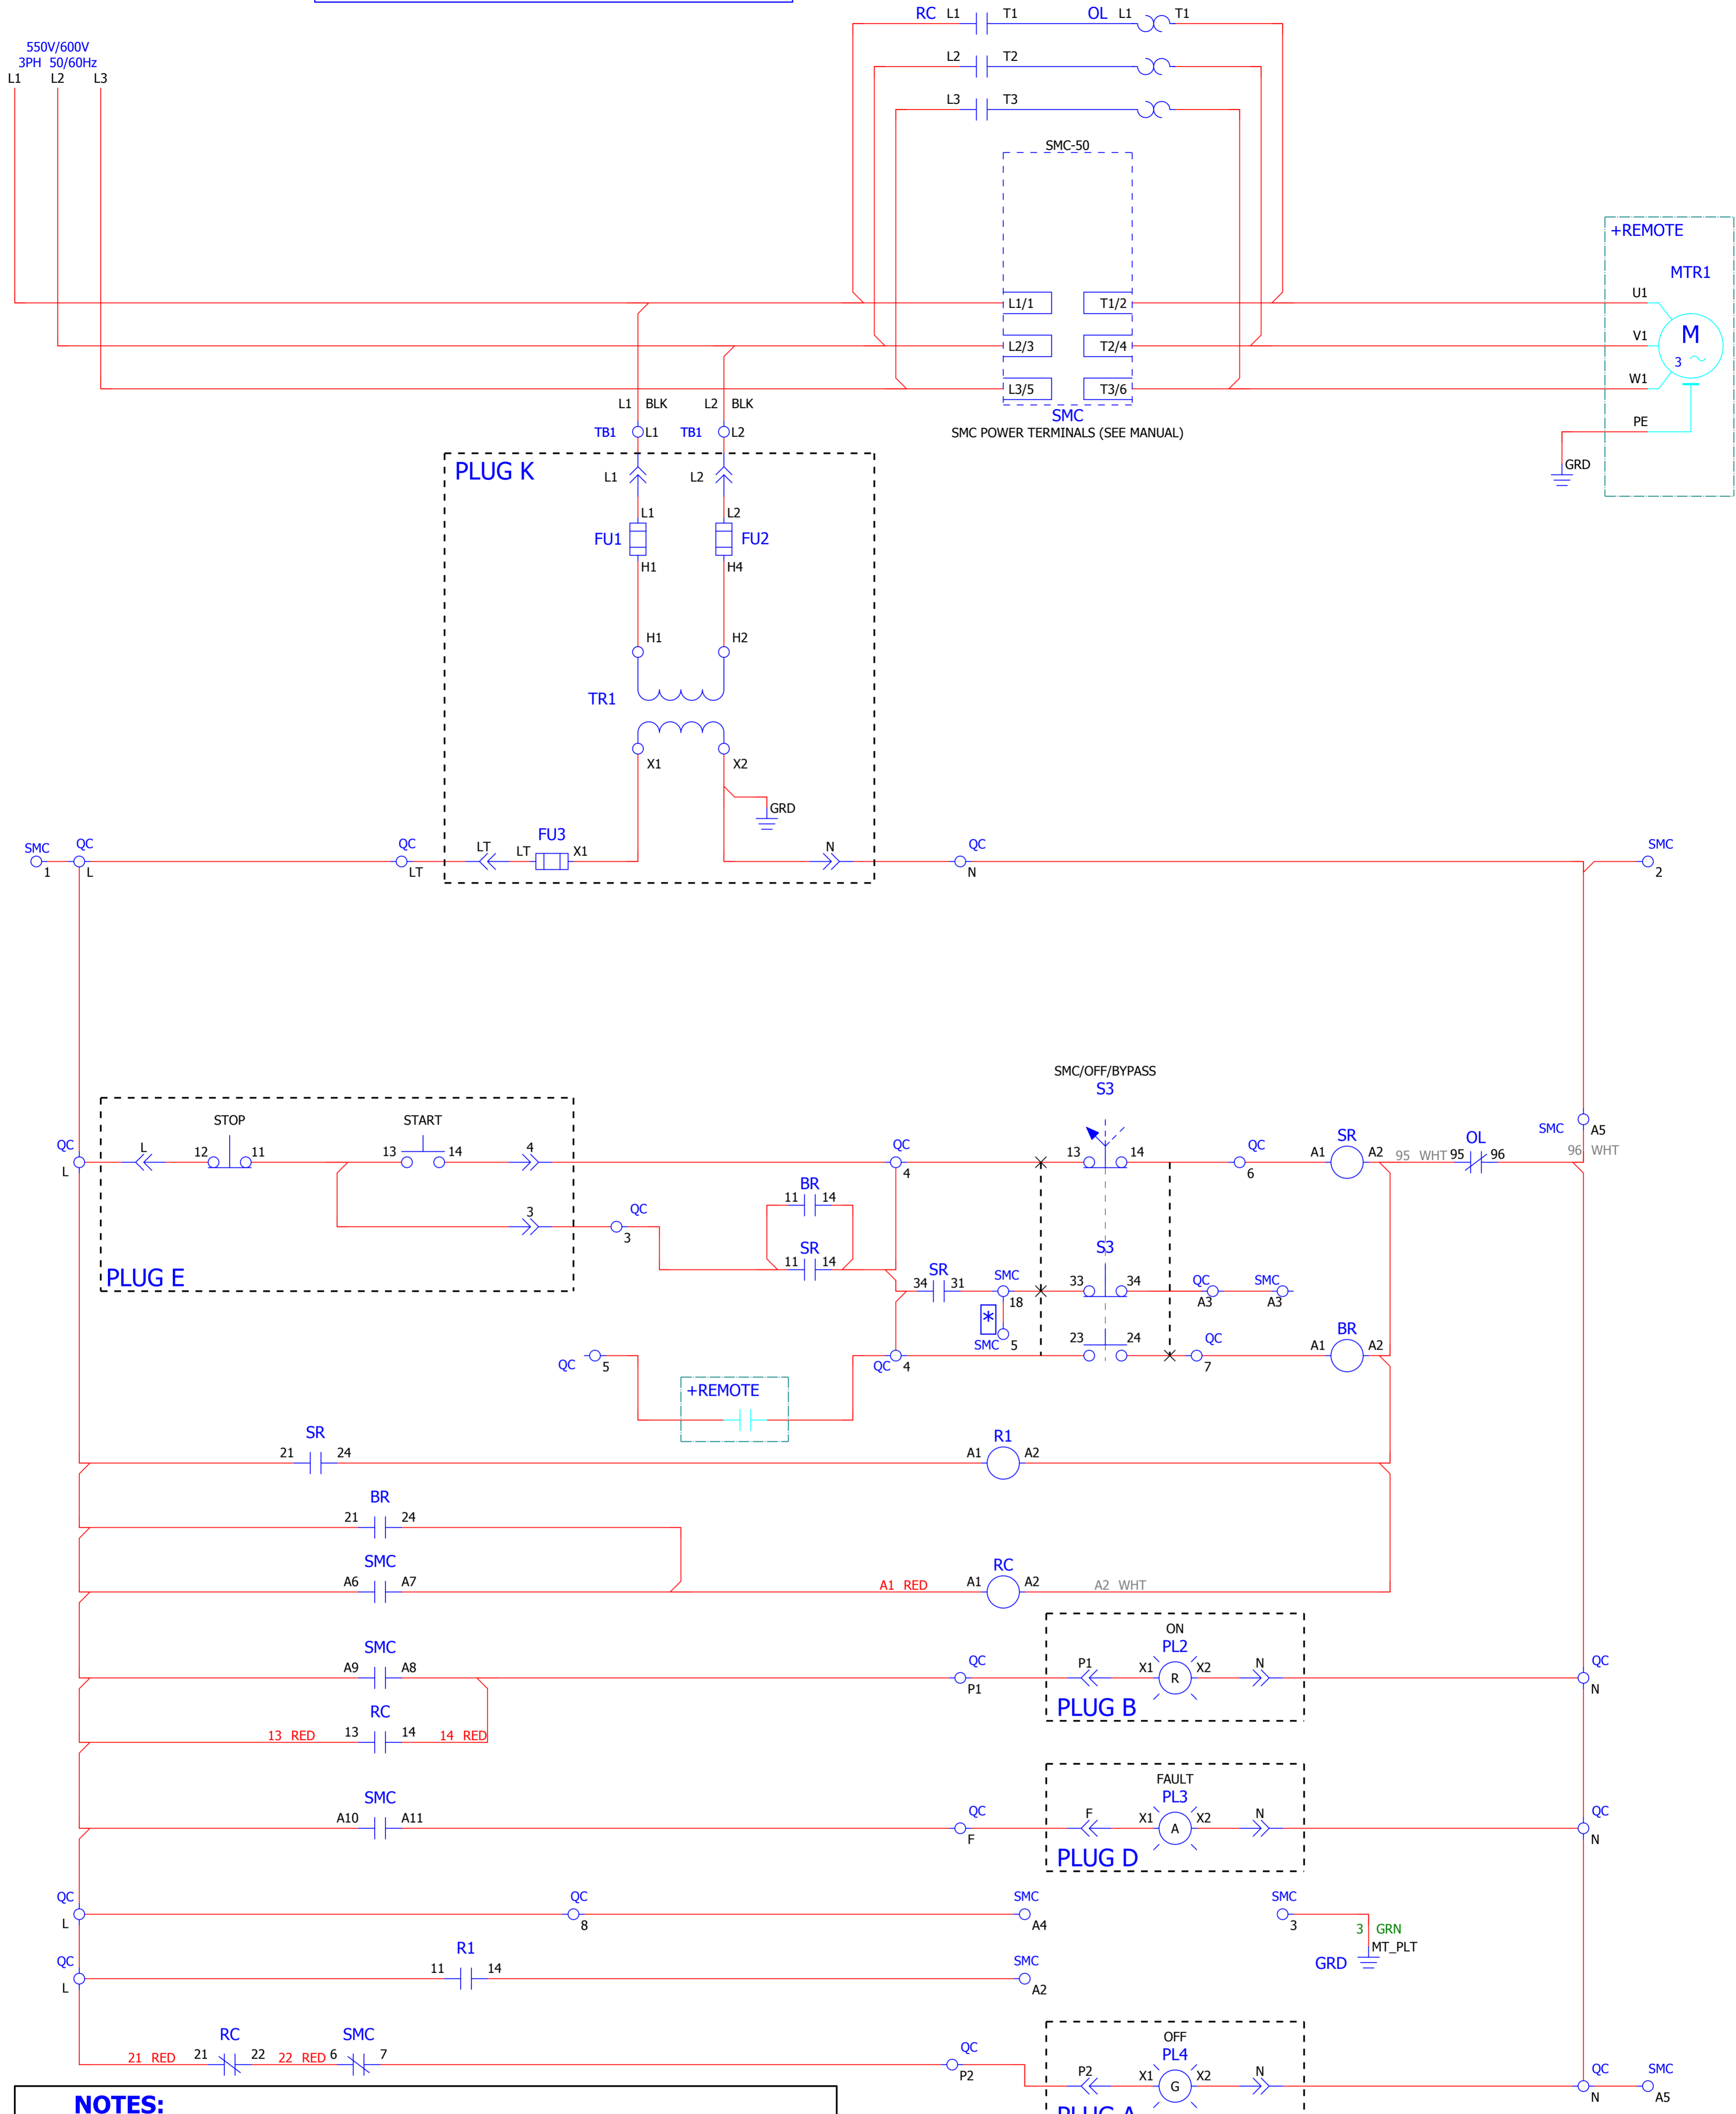 RC L1 T1 OL L1 T1
550V/600V
3PH 50/60Hz
L1 L2 L3
L2 T2
L3 T3
SMC-50
+REMOTE
MTR1
U1
L1/1 T1/2
V1
M
3
L2/3 T2/4
W1
L3/5 T3/6
L1 BLK L2 BLK
SMC
PE
TB1 L1 TB1 L2
SMC POWER TERMINALS (SEE MANUAL)
PLUG K
L1 L2
GRD
L1 L2
FU1 FU2
H1 H4
H1 H2
TR1
X1 X2
GRD
FU3
SMC QC QC LT LT X1 N QC SMC
1 L LT N 2
SMC/OFF/BYPASS
S3
STOP START
SMC A5
QC L 12 11 13 14 4 QC 13 14 QC SR OL
A1 A2 95 WHT 95 96 96 WHT
L 4 6
BR
11 14
3 QC
3
SR
11 14
S3
PLUG E
SR SMC
34 31 33 34 QC SMC
18 A3 A3
*
SMC 5
23 24 QC BR
A1 A2
QC 5 QC 4 7
+REMOTE
SR R1
21 24 A1 A2
BR
21 24
SMC RC
A6 A7 A1 RED A1 A2 A2 WHT
ON
SMC PL2
A9 A8 QC P1 X1 R X2 N QC
P1 N
RC PLUG B
13 RED 13 14 14 RED
FAULT
SMC PL3
A10 A11 QC F X1 A X2 N QC
F N
PLUG D
QC QC SMC SMC
L 8 A4 3
3 GRN
MT_PLT
GRD
QC R1 SMC
11 14
L A2
OFF
RC SMC QC PL4
21 RED 21 22 22 RED 6 7 P2 P2 X1 G X2 N QC SMC
N A5
NOTES:
PLUG A